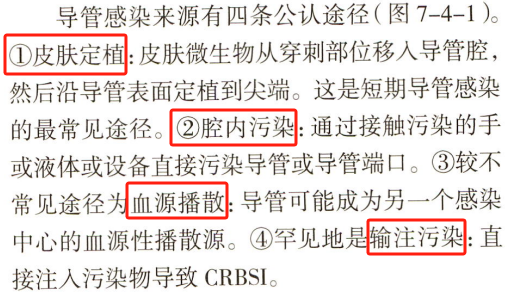 导管感染来源有四条公认途径(图7-4-1)。
①皮肤定植:皮肤微生物从穿刺部位移入导管腔,
然后沿导管表面定植到尖端。这是短期导管感染
的最常见途径。②腔内污染:通过接触污染的手
或液体或设备直接污染导管或导管端口。③较不
常见途径为血源播散:导管可能成为另一个感染
中心的血源性播散源。④罕见地是输注污染:直
接注入污染物导致 CRBSI。